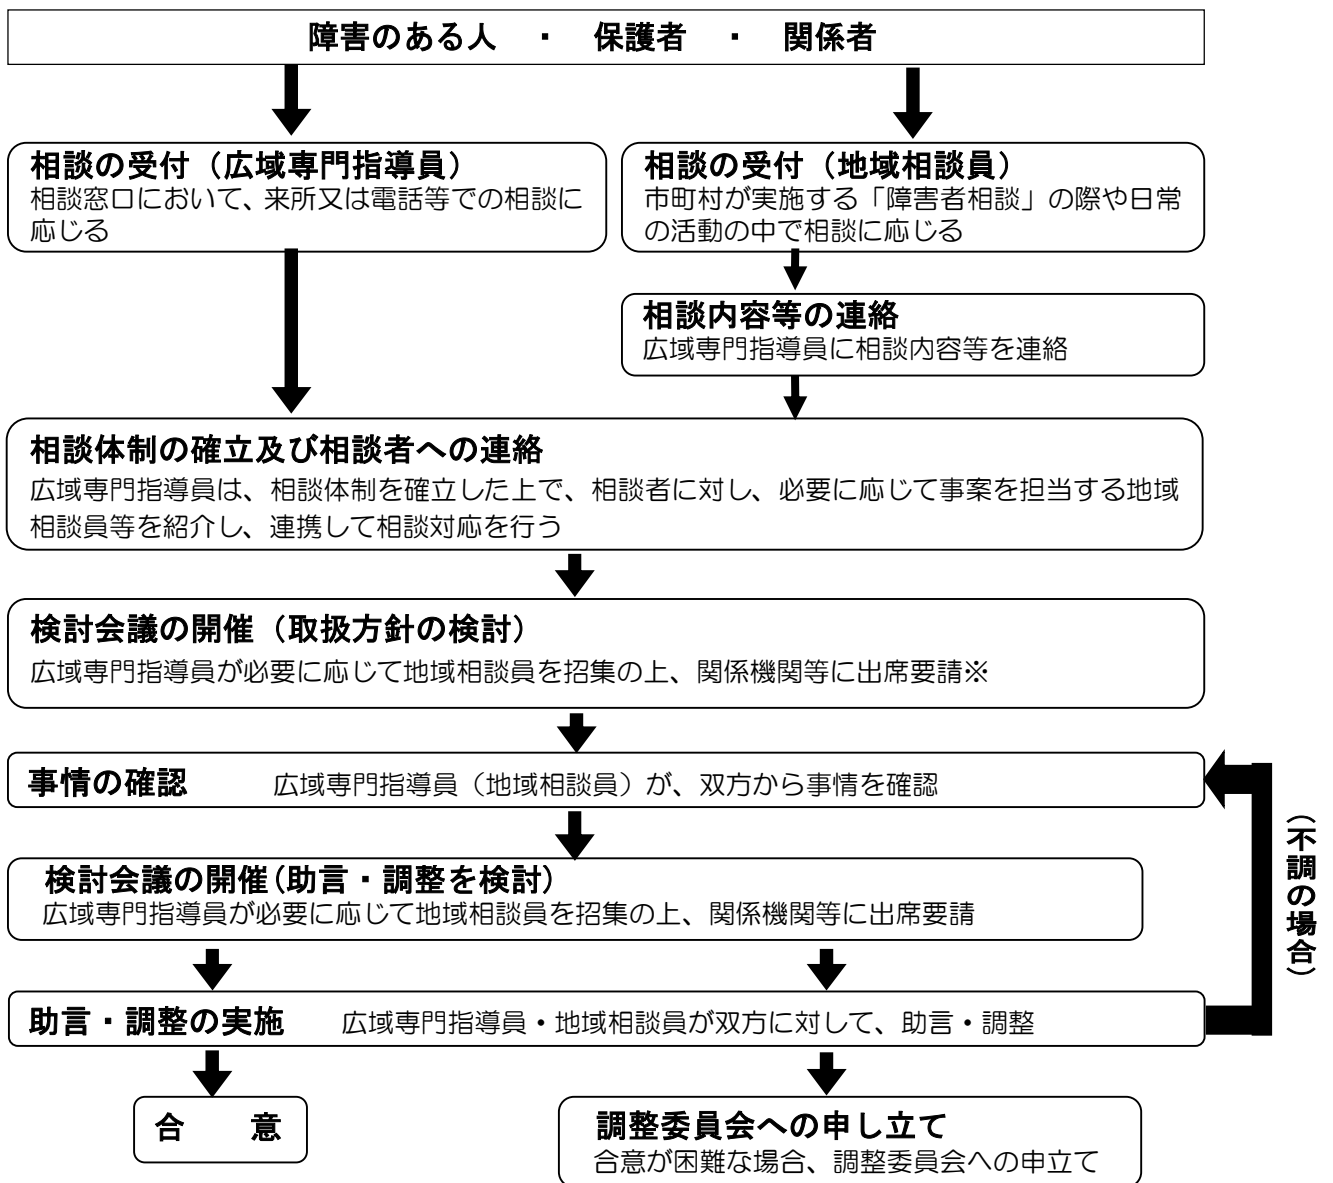 障害のある人　・　保護者　・　関係者
相談の受付（広域専門指導員）
相談窓口において、来所又は電話等での相談に
応じる
相談の受付（地域相談員）
市町村が実施する「障害者相談」の際や日常
の活動の中で相談に応じる
相談内容等の連絡
広域専門指導員に相談内容等を連絡
相談体制の確立及び相談者への連絡
広域専門指導員は、相談体制を確立した上で、相談者に対し、必要に応じて事案を担当する地域
相談員等を紹介し、連携して相談対応を行う
検討会議の開催（取扱方針の検討）
広域専門指導員が必要に応じて地域相談員を招集の上、関係機関等に出席要請※
事情の確認　広域専門指導員（地域相談員）が、双方から事情を確認
検討会議の開催（助言・調整を検討）
広域専門指導員が必要に応じて地域相談員を招集の上、関係機関等に出席要請
助言・調整の実施　広域専門指導員・地域相談員が双方に対して、助言・調整
（不調の場合）
合　意
調整委員会への申し立て
合意が困難な場合、調整委員会への申立て